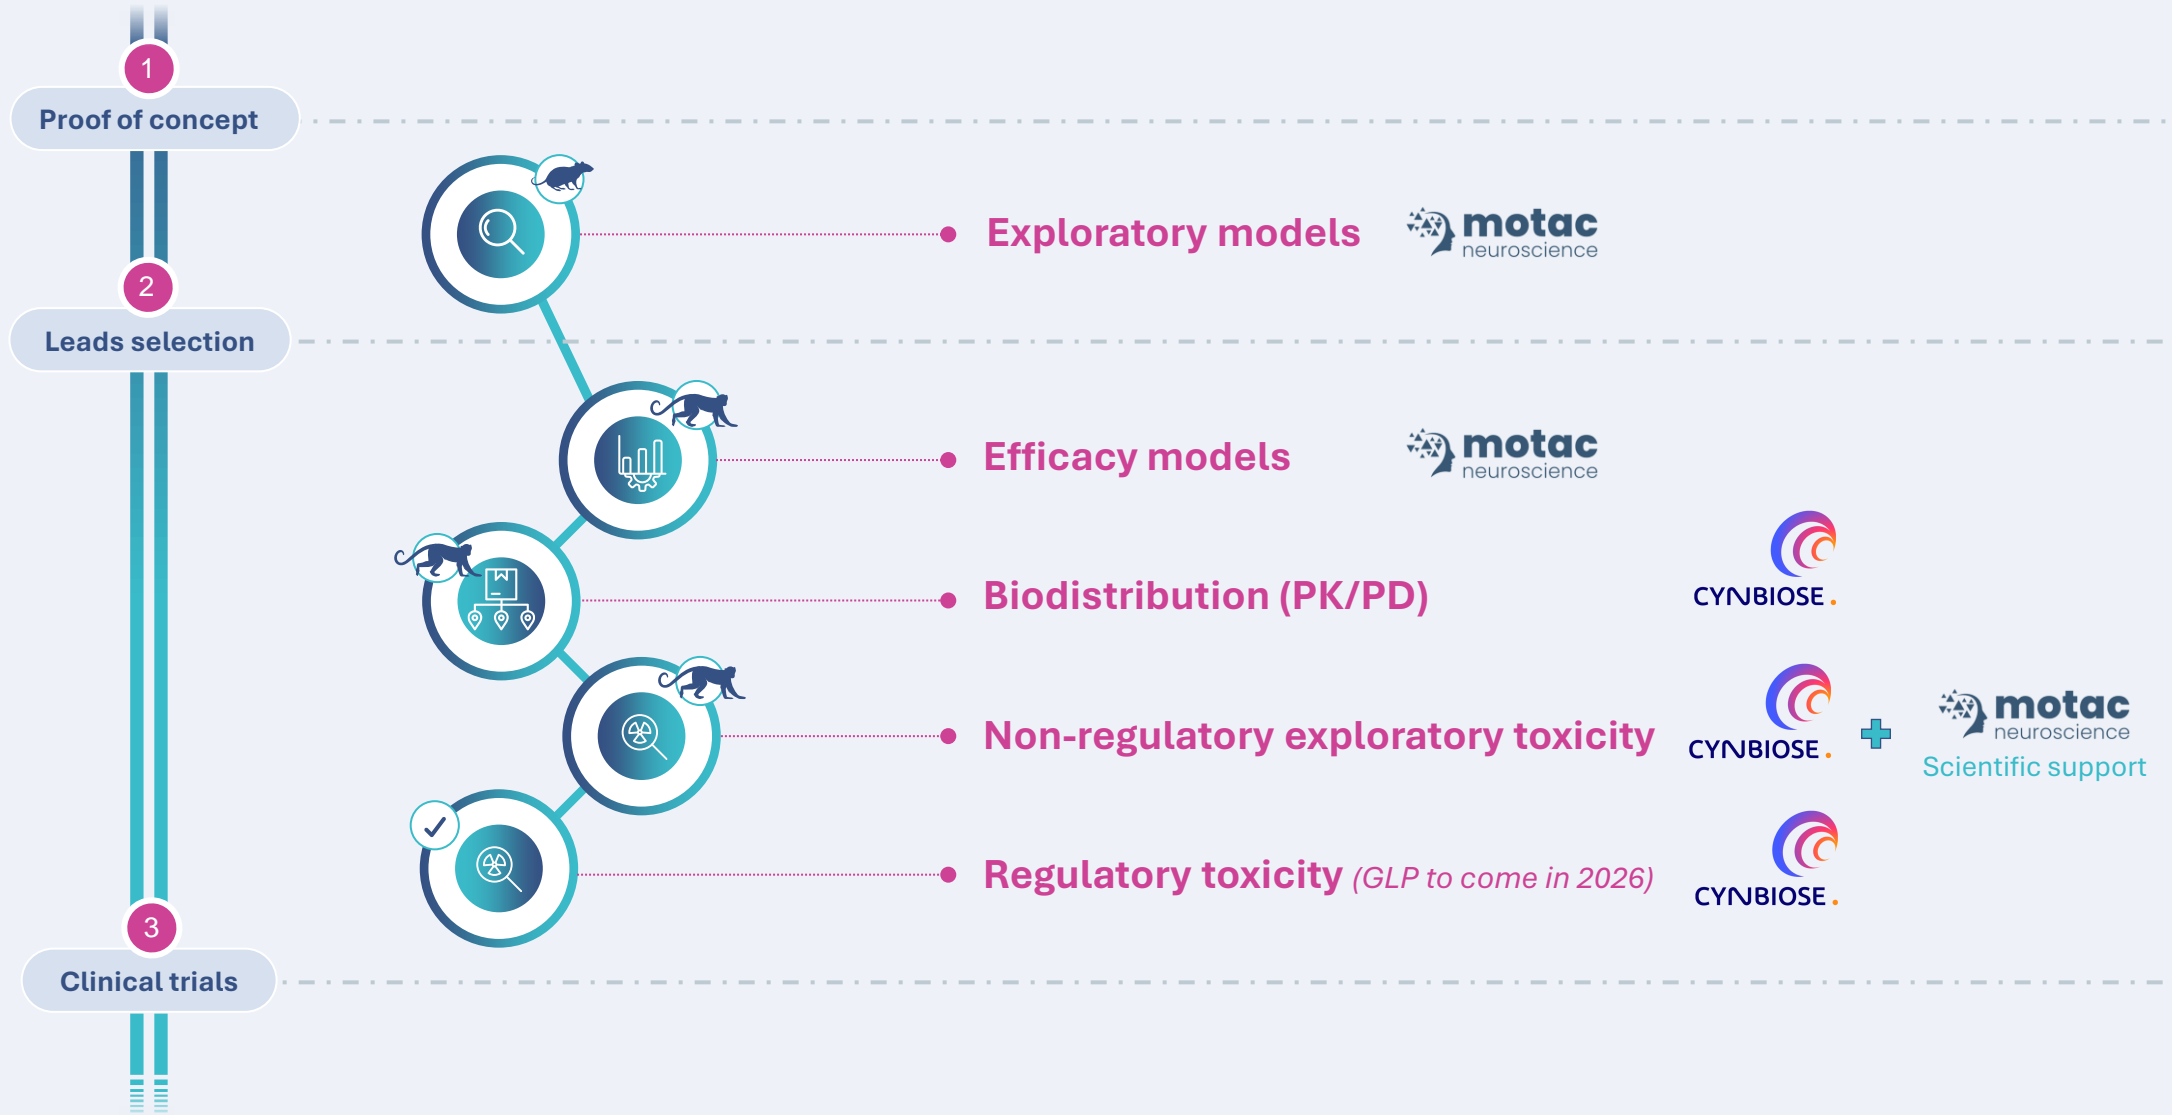 1
Proof of concept
Exploratory models
motac
neuroscience
2
Leads selection
Efficacy models
motac
neuroscience
Biodistribution (PK/PD)
CYNBIOSE.
Non-regulatory exploratory toxicity
CYNBIOSE.
motac
neuroscience
Scientific support
Regulatory toxicity (GLP to come in 2026)
CYNBIOSE.
3
Clinical trials